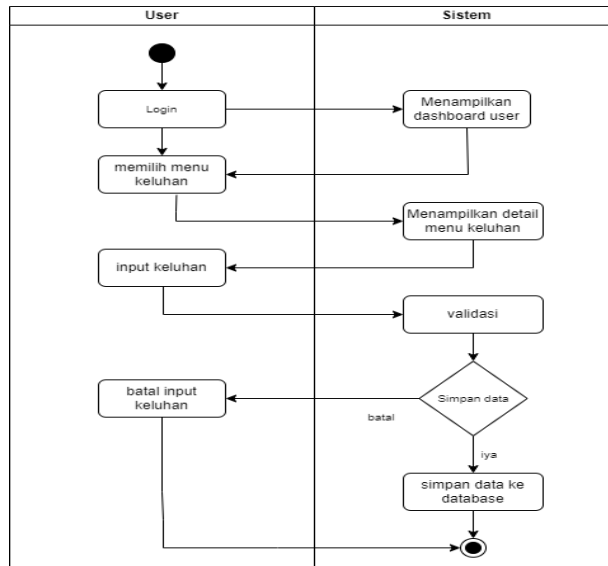 User
Sistem
Login
Menampilkan
dashboard user
memilih menu
keluhan
Menampilkan detail
menu keluhan
input keluhan
validasi
Simpan data
batal input
keluhan
batal
iya
simpan data ke
database